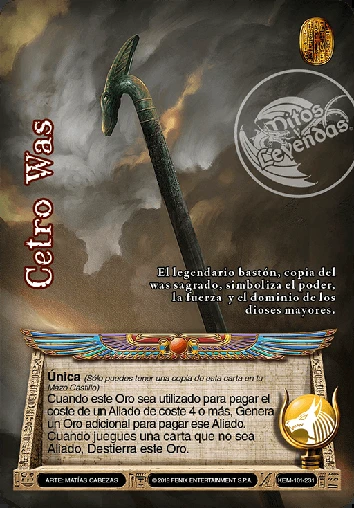 Mitos
y
Leyendas
Cetro Was
El legendario bastón, copia del
was sagrado, simboliza el poder,
la fuerza y el dominio de los
dioses mayores.
Única (Sólo puedes tener una copia de esta carta en tu
Mazo Castillo)
Cuando este Oro sea utilizado para pagar el
coste de un Aliado de coste 4 o más, Genera
un Oro adicional para pagar ese Aliado.
Cuando juegues una carta que no sea
Aliado, Destierra este Oro.
ARTE: MATÍAS CABEZAS
KEM-101-231